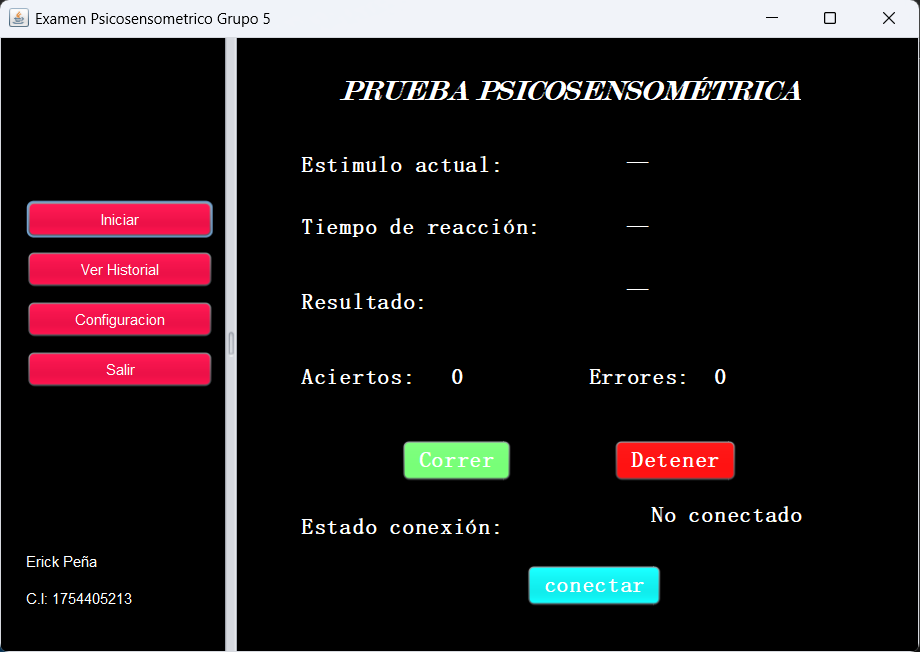 Examen Psicosensometrico Grupo 5
Iniciar
Ver Historial
Configuracion
Salir
Erick Peña
C.I: 1754405213
PRUEBA PSICOSENSOMÉTRICA
Estimulo actual: —
Tiempo de reacción: —
Resultado: —
Aciertos: 0 Errores: 0
Correr Detener
Estado conexión: No conectado
conectar